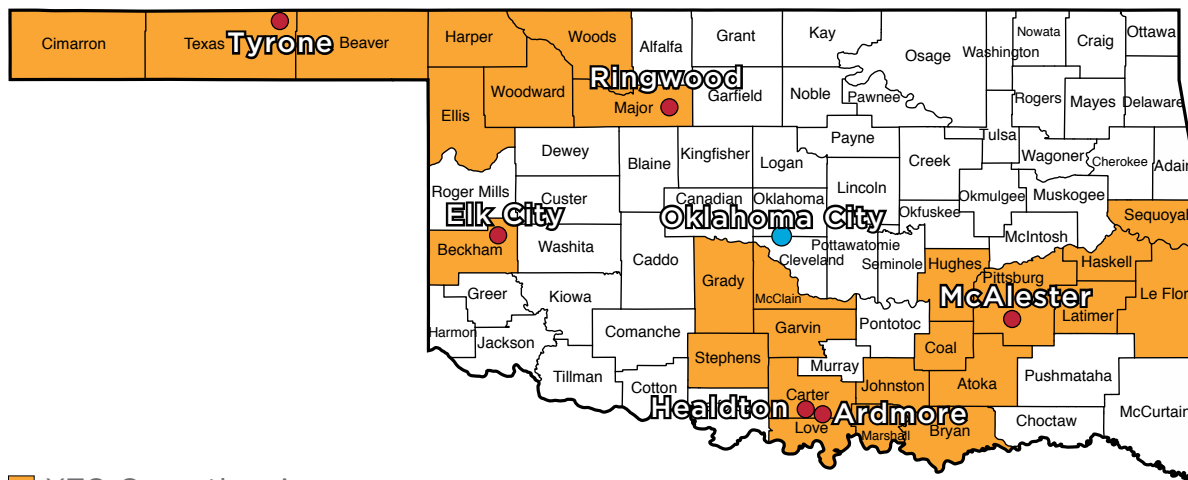 Cimarron
Texas
Tyrone
Beaver
Harper
Woods
Alfalfa
Grant
Kay
Osage
Washington
Nowata
Craig
Ottawa
Ringwood
Woodward
Major
Garfield
Noble
Pawnee
Rogers
Mayes
Delaware
Ellis
Dewey
Blaine
Kingfisher
Logan
Payne
Creek
Tulsa
Wagoner
Cherokee
Adair
Roger Mills
Custer
Canadian
Oklahoma
Lincoln
Okfuskee
Okmulgee
Muskogee
Elk City
Oklahoma City
Sequoyal
Beckham
Washita
Caddo
Cleveland
Pottawatomie
Seminole
Hughes
McIntosh
Pittsburg
Haskell
Greer
Kiowa
Grady
McClain
McAlester
Le Flor
Harmon
Jackson
Comanche
Garvin
Pontotoc
Latimer
Coal
Tillman
Stephens
Murray
Johnston
Atoka
Pushmataha
Cotton
Carter
Healdton
Ardmore
Love
Marshall
Bryan
Choctaw
McCurtain